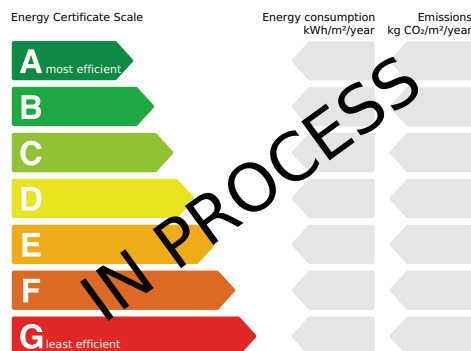 Energy Certificate Scale
Energy consumption
kWh/m²/year
Emissions
kg CO₂/m²/year
A most efficient
B
C
D
E
F
G least efficient
IN PROCESS